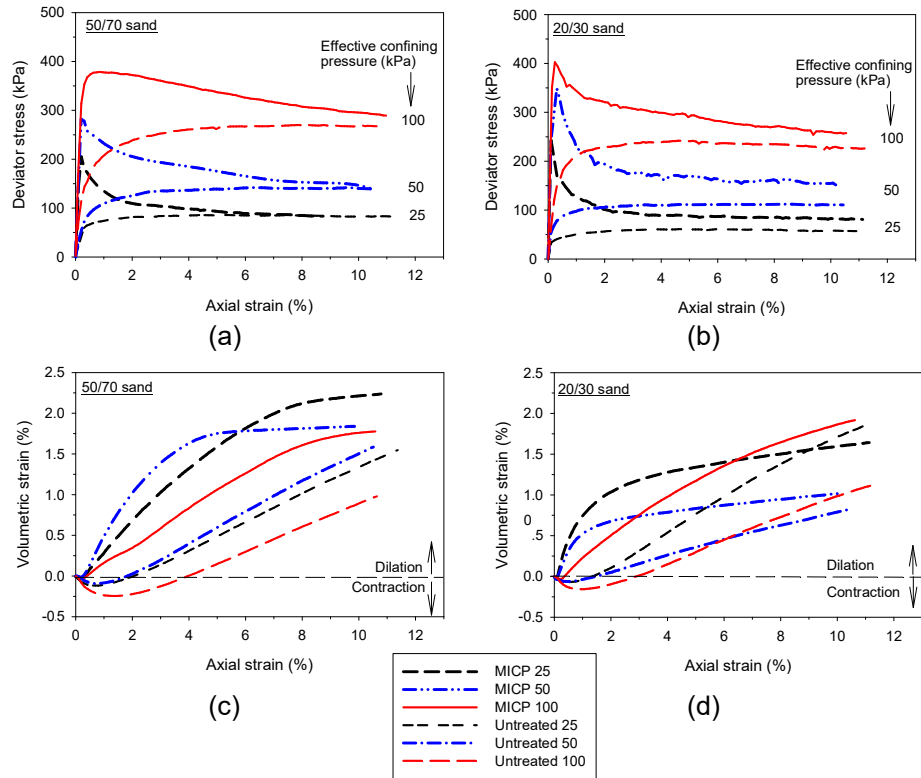 50/70 sand
Effective confining
pressure (kPa)
100
50
25
500
400
300
200
100
0
Deviator stress (kPa)
0 2 4 6 8 10 12
Axial strain (%)
(a)
20/30 sand
Effective confining
pressure (kPa)
100
50
25
500
400
300
200
100
0
Deviator stress (kPa)
0 2 4 6 8 10 12
Axial strain (%)
(b)
50/70 sand
2.5
2.0
1.5
1.0
0.5
0.0
-0.5
Volumetric strain (%)
Dilation
Contraction
0 2 4 6 8 10 12
Axial strain (%)
(c)
20/30 sand
2.5
2.0
1.5
1.0
0
0.5
0.0
-0.5
Volumetric strain (%)
Dilation
Contraction
0 2 4 6 8 10 12
Axial strain (%)
(d)
MICP 25
MICP 50
MICP 100
Untreated 25
Untreated 50
Untreated 100